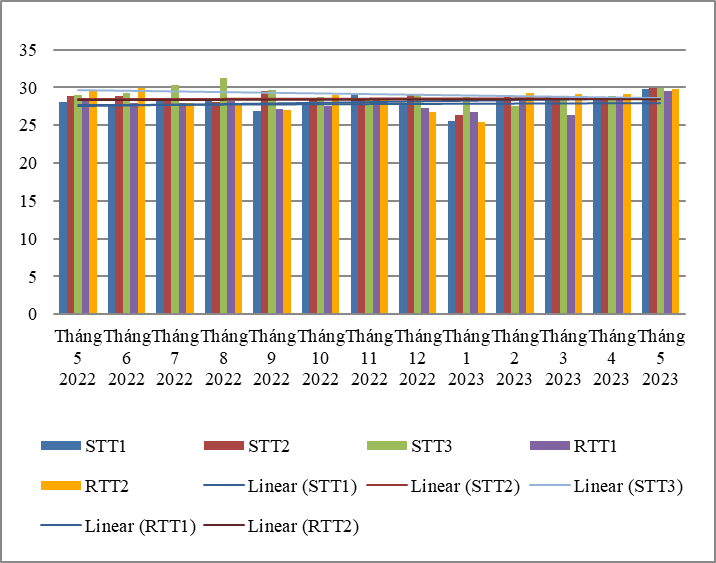 35
30
25
20
15
10
5
0
Tháng Tháng Tháng Tháng Tháng Tháng Tháng Tháng Tháng Tháng Tháng Tháng Tháng
5 6 7 8 9 10 11 12 1 2 3 4 5
2022 2022 2022 2022 2022 2022 2022 2022 2023 2023 2023 2023 2023
STT1 STT2 STT3 RTT1
RTT2 Linear (STT1) Linear (STT2) Linear (STT3)
Linear (RTT1) Linear (RTT2)